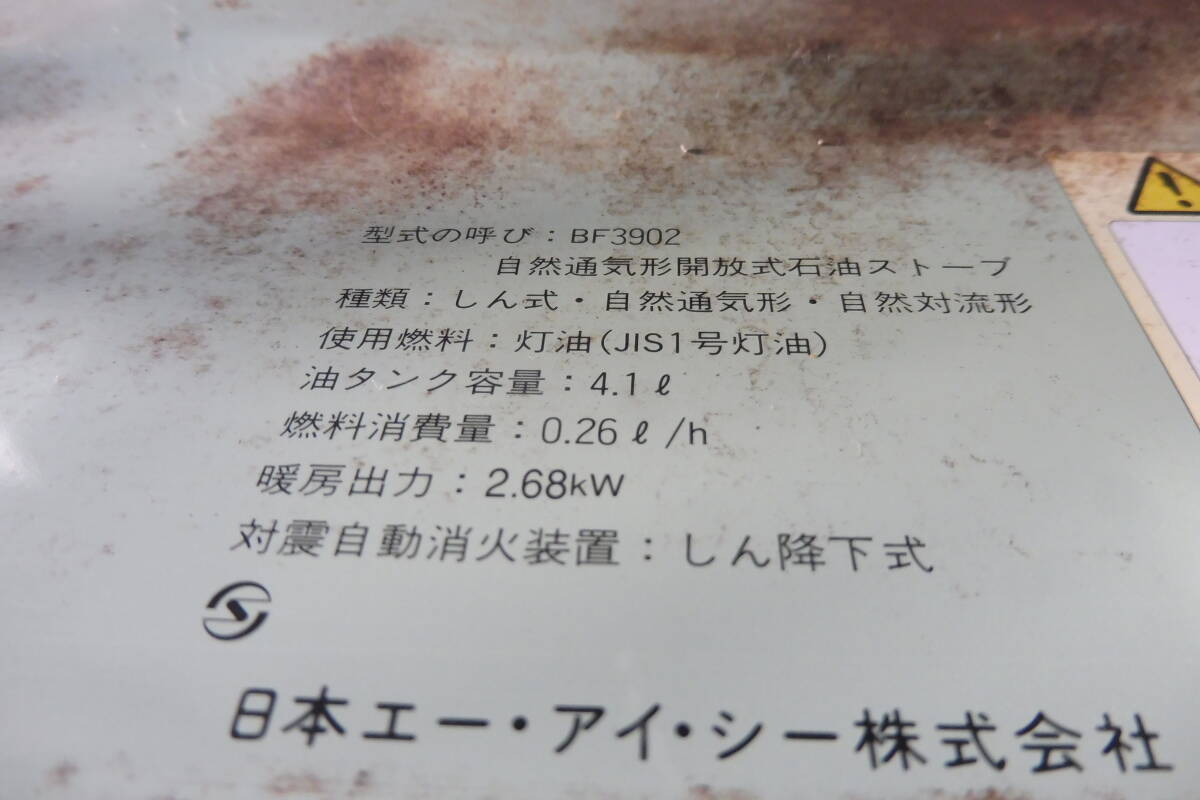 型式の呼び：BF3902
自然通気形開放式石油ストーブ
種類：しん式・自然通気形・自然対流形
使用燃料：灯油(JIS1号灯油)
油タンク容量：4.1ℓ
燃料消費量：0.26ℓ/h
暖房出力：2.68kW
対震自動消火装置：しん降下式
日本エー・アイ・シー株式会社